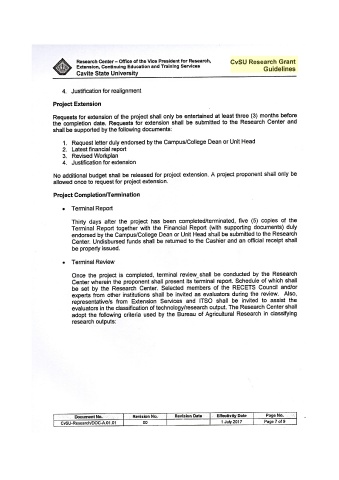 Research Center – Office of the Vice President for Research,
Extension, Continuing Education and Training Services
Cavite State University
CvSU Research Grant
Guidelines
4. Justification for realignment
Project Extension
Requests for extension of the project shall only be entertained at least three (3) months before
the completion date. Requests for extension shall be submitted to the Research Center and
shall be supported by the following documents:
1. Request letter duly endorsed by the Campus/College Dean or Unit Head
2. Latest financial report
3. Revised Workplan
4. Justification for extension
No additional budget shall be released for project extension. A project proponent shall only be
allowed once to request for project extension.
Project Completion/Termination
• Terminal Report
Thirty days after the project has been completed/terminated, five (5) copies of the
Terminal Report together with the Financial Report (with supporting documents) duly
endorsed by the Campus/College Dean or Unit Head shall be submitted to the Research
Center. Undisbursed funds shall be returned to the Cashier and an official receipt shall
be properly issued.
• Terminal Review
Once the project is completed, terminal review shall be conducted by the Research
Center wherein the proponent shall present its terminal report. Schedule of which shall
be set by the Research Center. Selected members of the RECETS Council and/or
experts from other institutions shall be invited as evaluators during the review. Also,
representative/s from Extension Services and ITSO shall be invited to assist the
evaluators in the classification of technology/research output. The Research Center shall
adopt the following criteria used by the Bureau of Agricultural Research in classifying
research outputs:
Document No. Revision No. Revision Date Effectivity Date Page No.
CvSU-Research/DOC-A.01.01 00 1 July 2017 Page 7 of 9